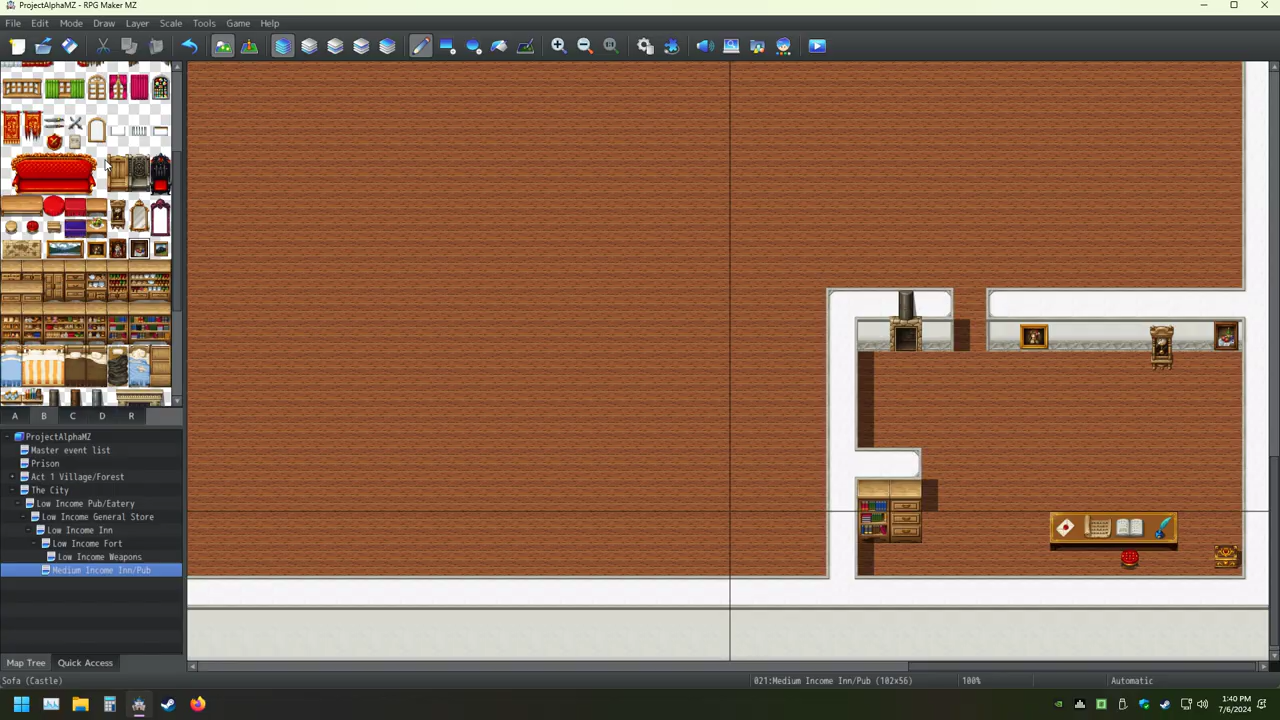 ProjectAlphaMZ - RPG Maker MZ
File Edit Mode Draw Layer Scale Tools Game Help
A B C D R
ProjectAlphaMZ
Master event list
Prison
Act 1 Village/Forest
The City
Low Income Pub/Eatery
Low Income General Store
Low Income Inn
Low Income Fort
Low Income Weapons
Medium Income Inn/Pub
Map Tree Quick Access
Sofa (Castle) 021:Medium Income Inn/Pub (102x56) 100% Automatic
1:40 PM
7/6/2024